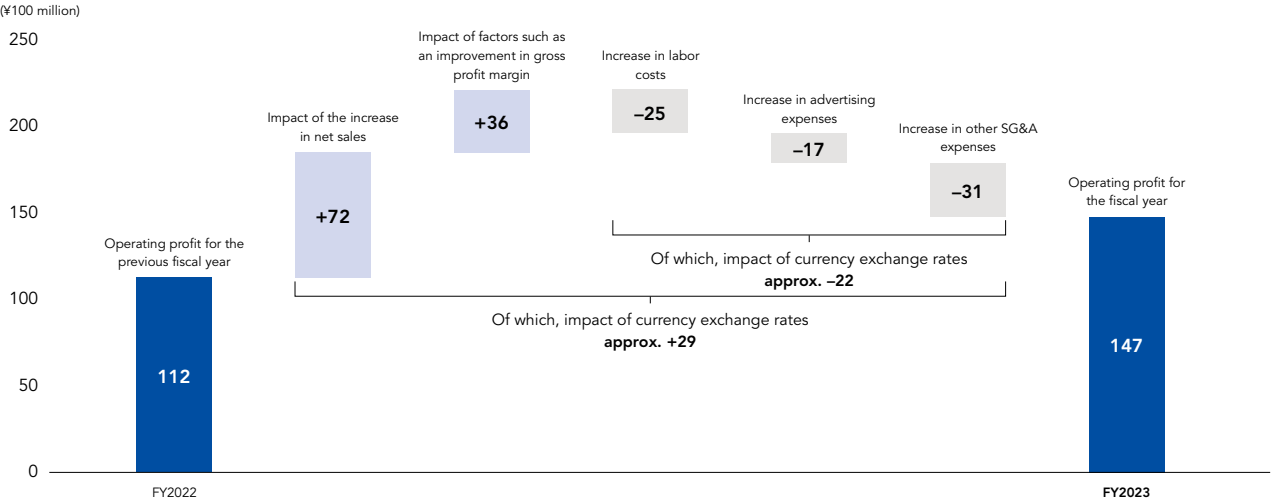 (¥100 million)
250
200
150
100
50
0
Operating profit for the
previous fiscal year
112
FY2022
Impact of the increase
in net sales
+72
Impact of factors such as
an improvement in gross
profit margin
+36
Increase in labor
costs
–25
Increase in advertising
expenses
–17
Increase in other SG&A
expenses
–31
Of which, impact of currency exchange rates
approx. –22
Of which, impact of currency exchange rates
approx. +29
Operating profit for
the fiscal year
147
FY2023